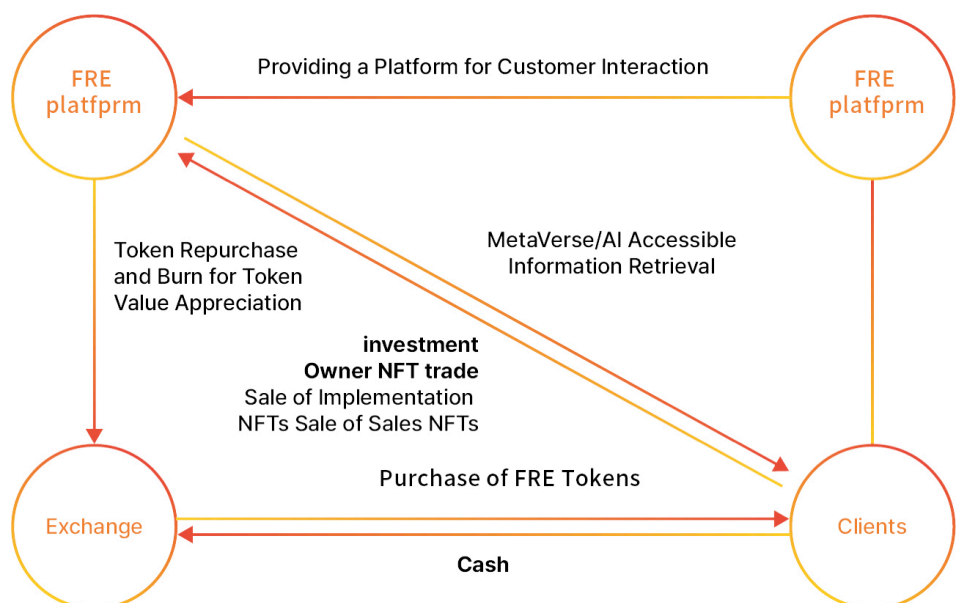 Providing a Platform for Customer Interaction
FRE
platfprm
FRE
platfprm
MetaVerse/AI Accessible
Information Retrieval
Token Repurchase
and Burn for Token
Value Appreciation
investment
Owner NFT trade
Sale of Implementation
NFTs Sale of Sales NFTs
Purchase of FRE Tokens
Exchange
Clients
Cash